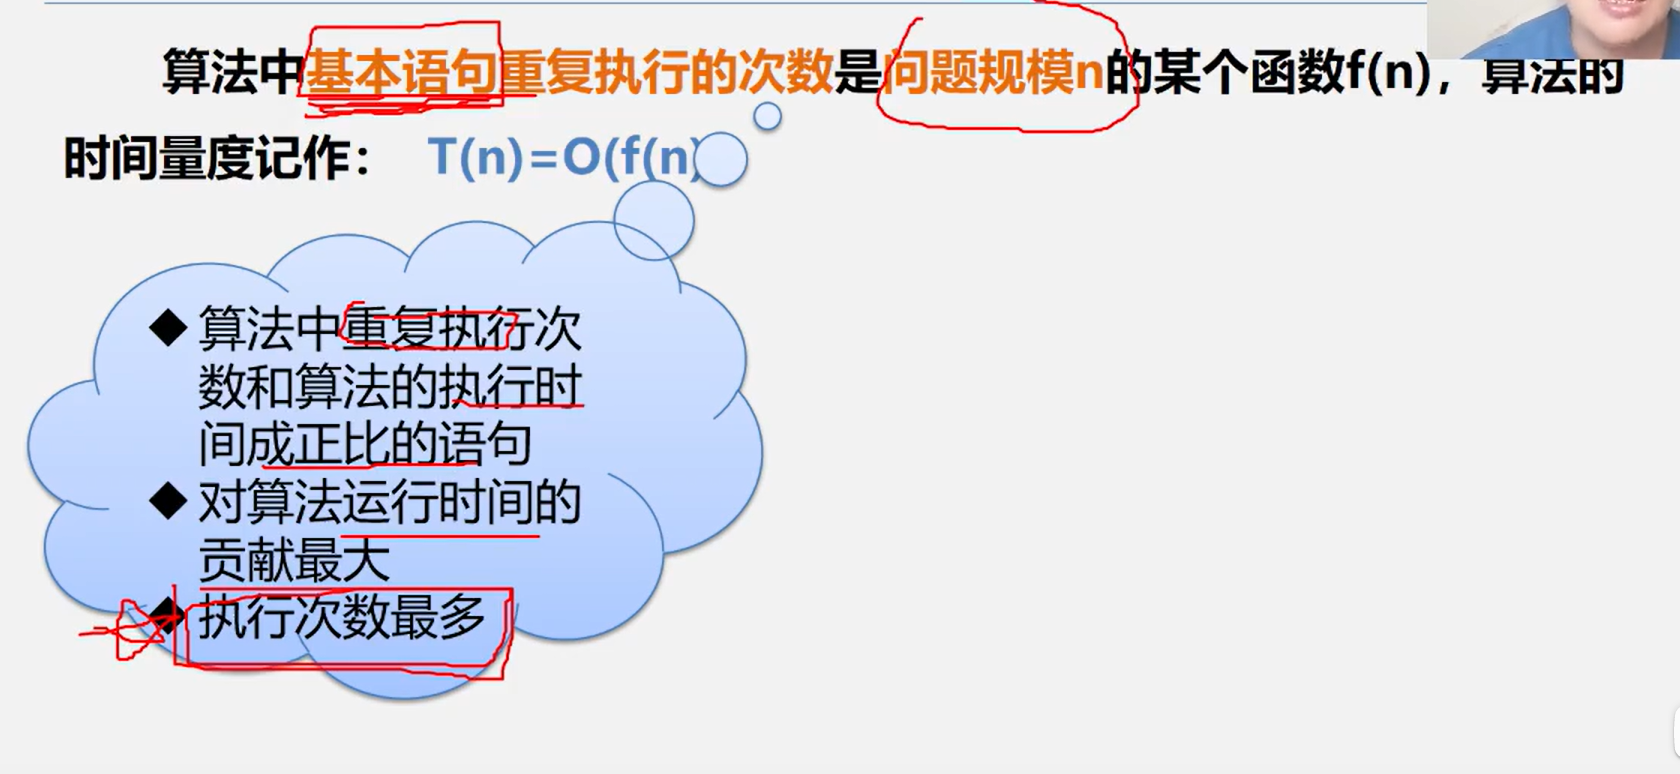 算法中基本语句重复执行的次数是问题规模n的某个函数f(n)，算法的
时间量度记作： T(n)=O(f(n)
◆ 算法中重复执行次
数和算法的执行时
间成正比的语句
◆ 对算法运行时间的
贡献最大
◆ 执行次数最多